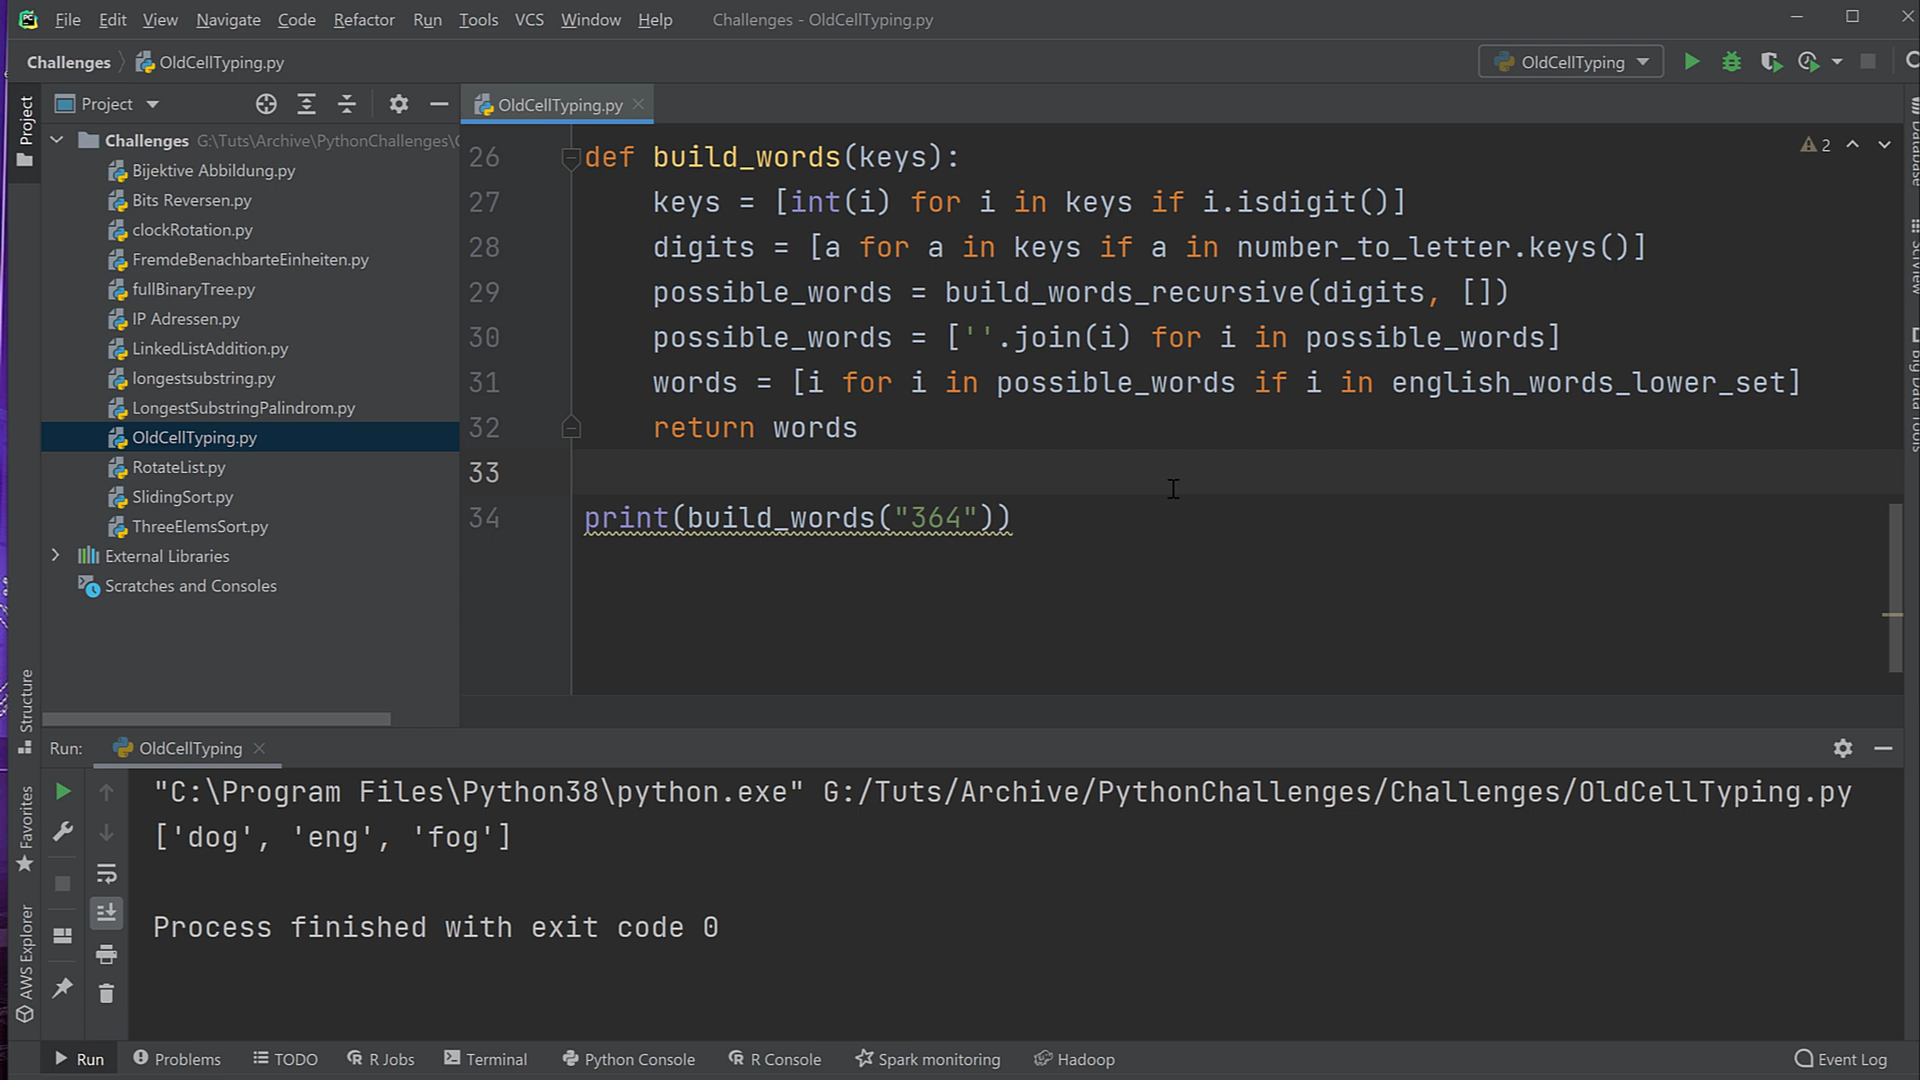 File Edit View Navigate Code Refactor Run Tools VCS Window Help Challenges - OldCellTyping.py
Challenges OldCellTyping.py OldCellTyping
Project
Project
OldCellTyping.py
Challenges G:\Tuts\Archive\PythonChallenges\
Bijektive Abbildung.py
Bits Reversen.py
clockRotation.py
FremdeBenachbarteEinheiten.py
fullBinaryTree.py
IP Adressen.py
LinkedListAddition.py
longestsubstring.py
LongestSubstringPalindrom.py
OldCellTyping.py
RotateList.py
SlidingSort.py
ThreeElemsSort.py
External Libraries
Scratches and Consoles
2
26 def build_words(keys):
27 keys = [int(i) for i in keys if i.isdigit()]
28 digits = [a for a in keys if a in number_to_letter.keys()]
29 possible_words = build_words_recursive(digits, [])
30 possible_words = [''.join(i) for i in possible_words]
31 words = [i for i in possible_words if i in english_words_lower_set]
32 return words
33
34 print(build_words("364"))
Database
SciView
Big Data Tools
Structure
Favorites
AWS Explorer
Run: OldCellTyping
"C:\Program Files\Python38\python.exe" G:/Tuts/Archive/PythonChallenges/Challenges/OldCellTyping.py
['dog', 'eng', 'fog']
Process finished with exit code 0
Run Problems TODO R Jobs Terminal Python Console R Console Spark monitoring Hadoop Event Log